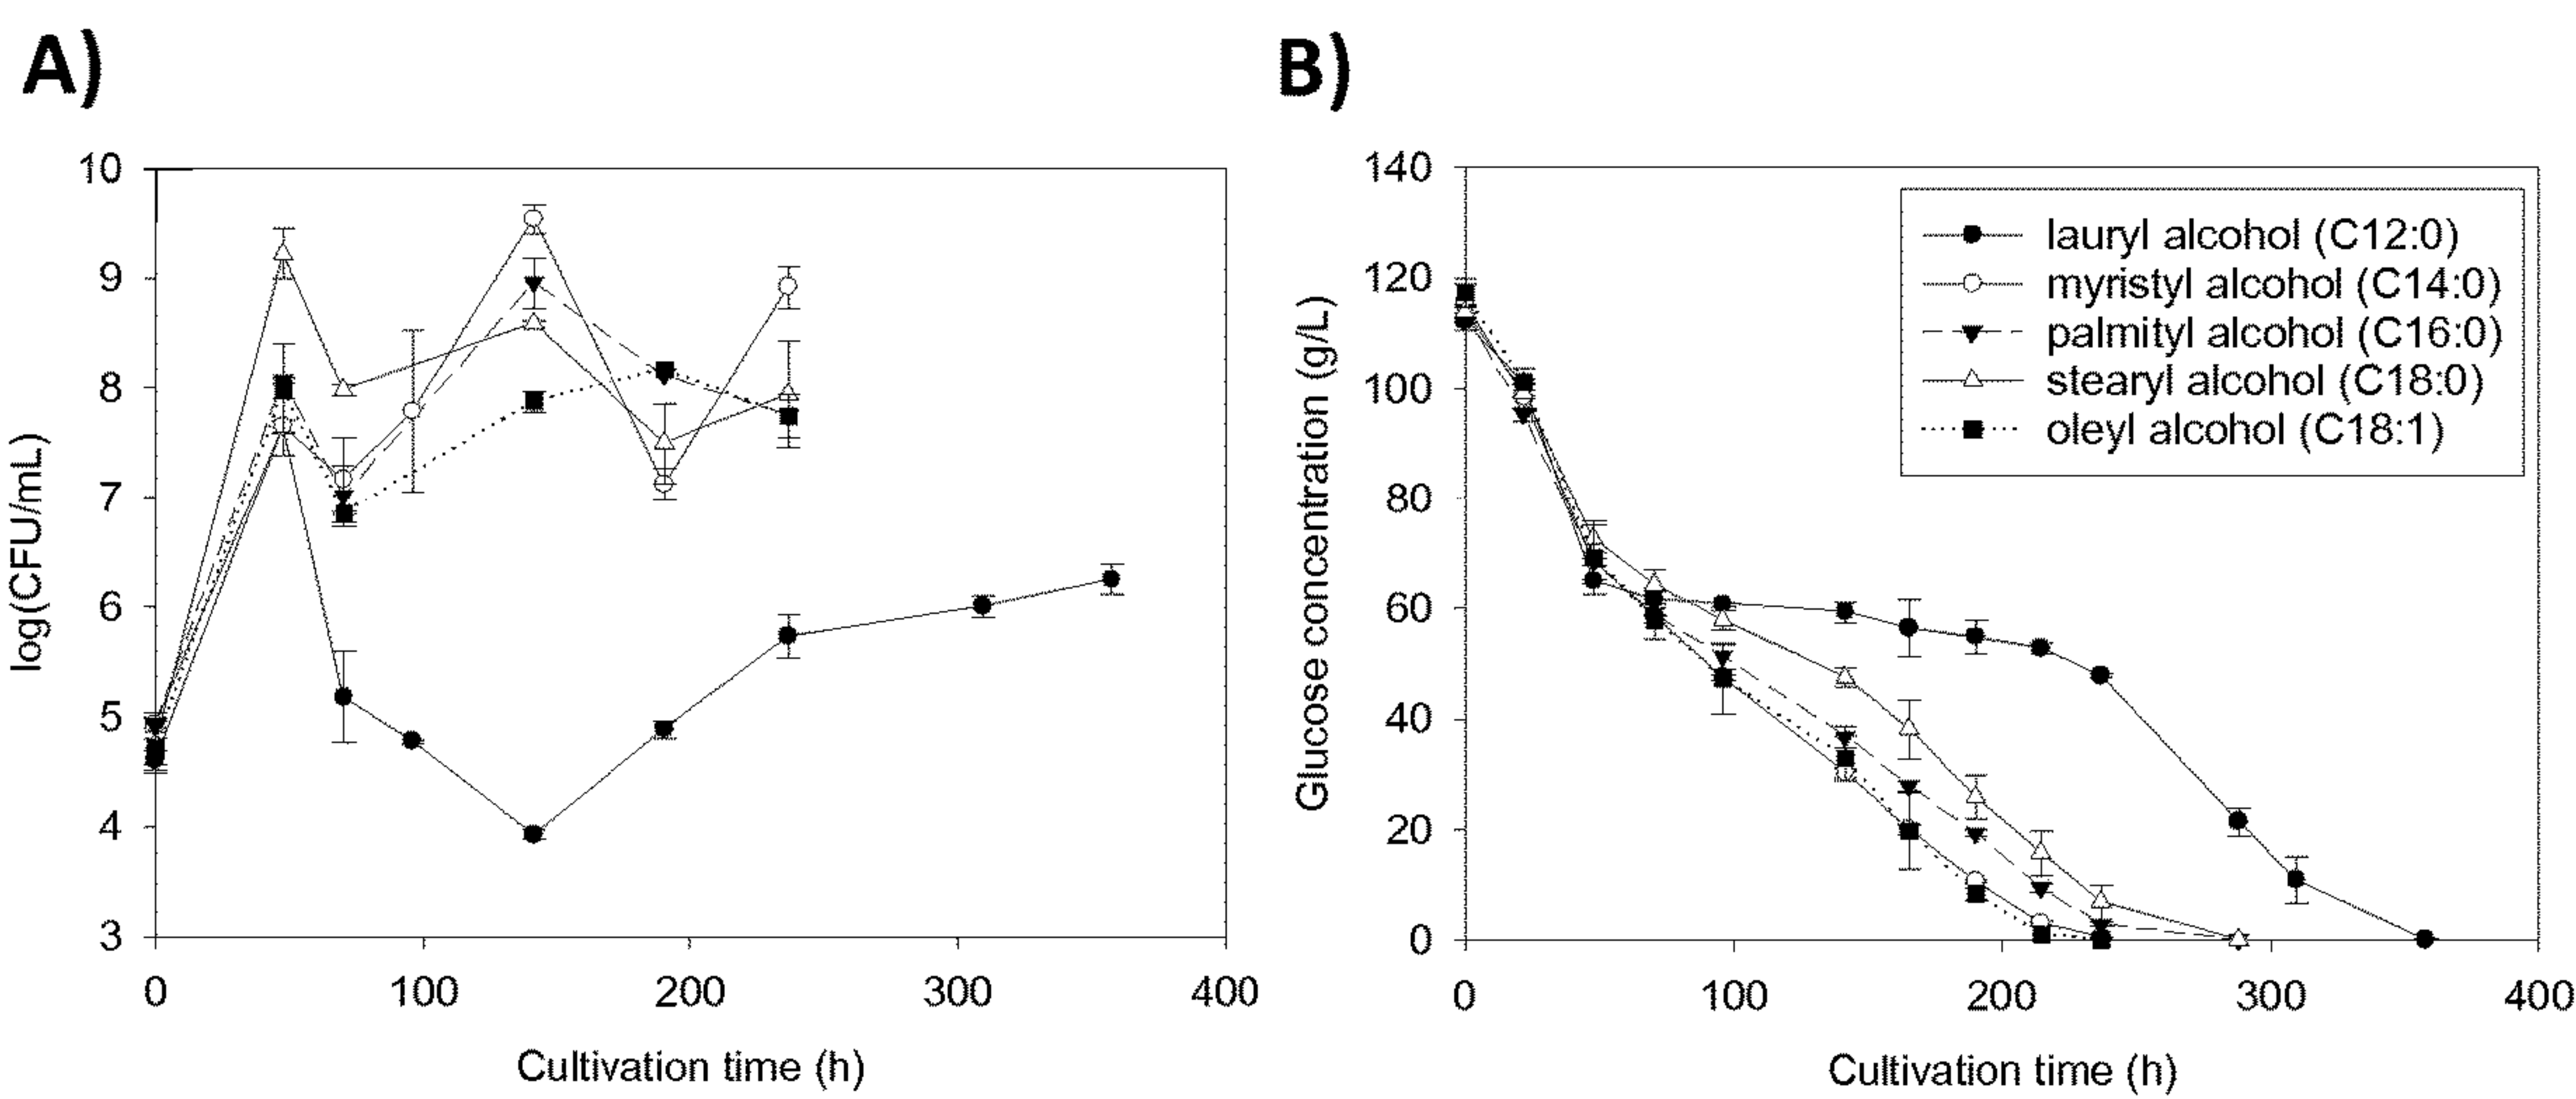 A)
10
9
8
7
6
5
4
3
log(CFU/mL)
0 100 200 300 400
Cultivation time (h)
B)
140
120
100
80
60
40
20
0
Glucose concentration (g/L)
lauryl alcohol (C12:0)
myristyl alcohol (C14:0)
palmityl alcohol (C16:0)
stearyl alcohol (C18:0)
oleyl alcohol (C18:1)
0 100 200 300 400
Cultivation time (h)